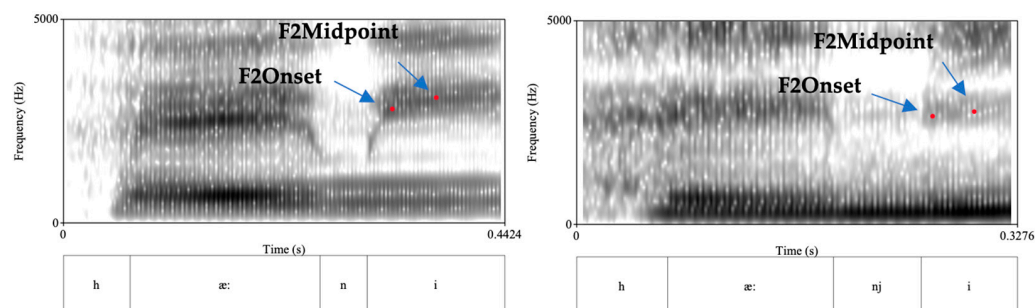 5000
F2Midpoint
F2Onset
Frequency (Hz)
0
0
0.4424
Time (s)
h
æ:
n
i
5000
F2Midpoint
F2Onset
Frequency (Hz)
0
0
0.3276
Time (s)
h
æ:
nj
i